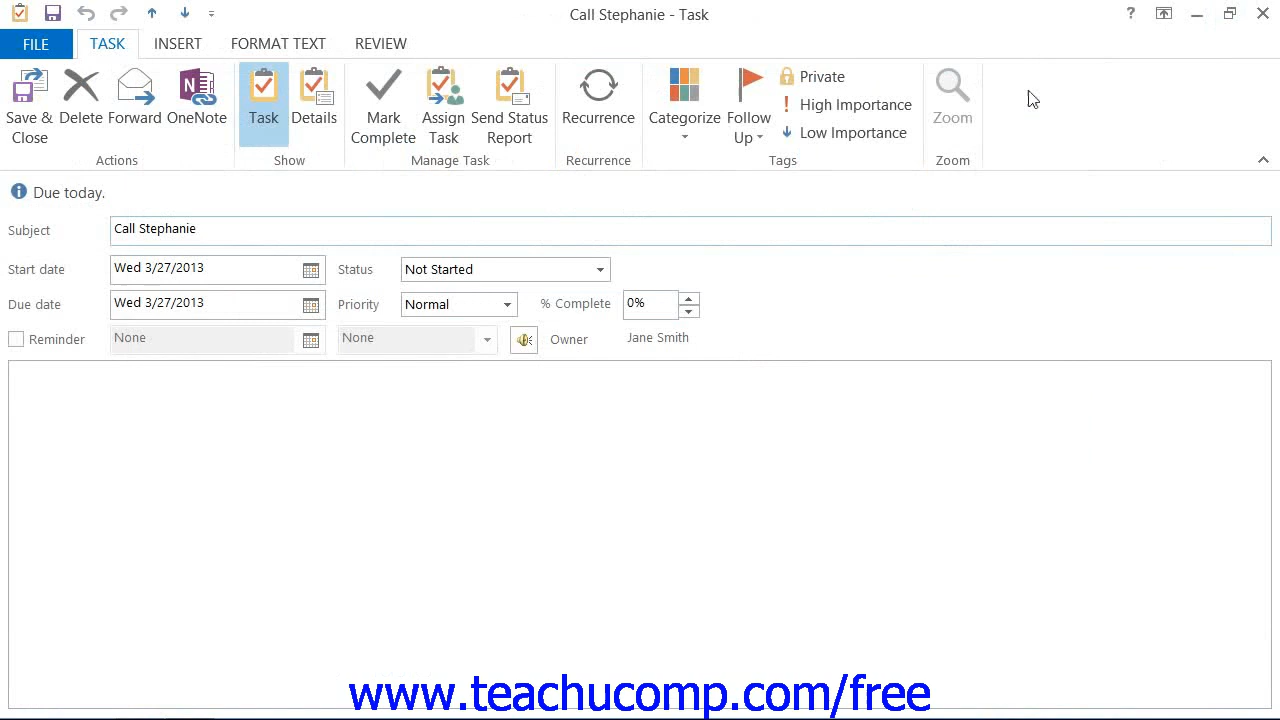 Call Stephanie - Task
?
FILE TASK INSERT FORMAT TEXT REVIEW
Save & Close Delete Forward OneNote Task Details Mark Complete Assign Task Send Status Report Recurrence Categorize Follow Up Private Zoom
! High Importance
Low Importance
Actions Show Manage Task Recurrence Tags Zoom
Due today.
Subject Call Stephanie
Start date Wed 3/27/2013 Status Not Started
Due date Wed 3/27/2013 Priority Normal % Complete 0%
Reminder None None Owner Jane Smith
www.teachucomp.com/free